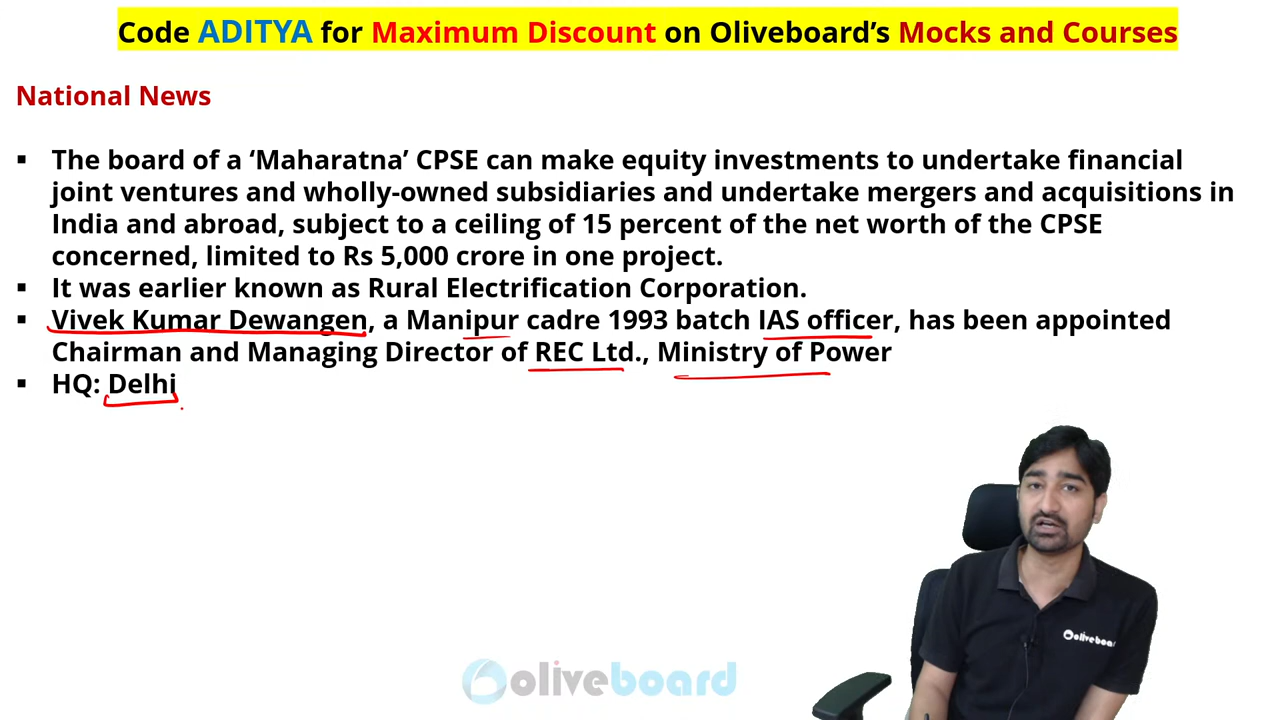 Code ADITYA for Maximum Discount on Oliveboard’s Mocks and Courses
National News
▪ The board of a ‘Maharatna’ CPSE can make equity investments to undertake financial
joint ventures and wholly-owned subsidiaries and undertake mergers and acquisitions in
India and abroad, subject to a ceiling of 15 percent of the net worth of the CPSE
concerned, limited to Rs 5,000 crore in one project.
▪ It was earlier known as Rural Electrification Corporation.
▪ Vivek Kumar Dewangen, a Manipur cadre 1993 batch IAS officer, has been appointed
Chairman and Managing Director of REC Ltd., Ministry of Power
▪ HQ: Delhi
oliveboar
oliveboard